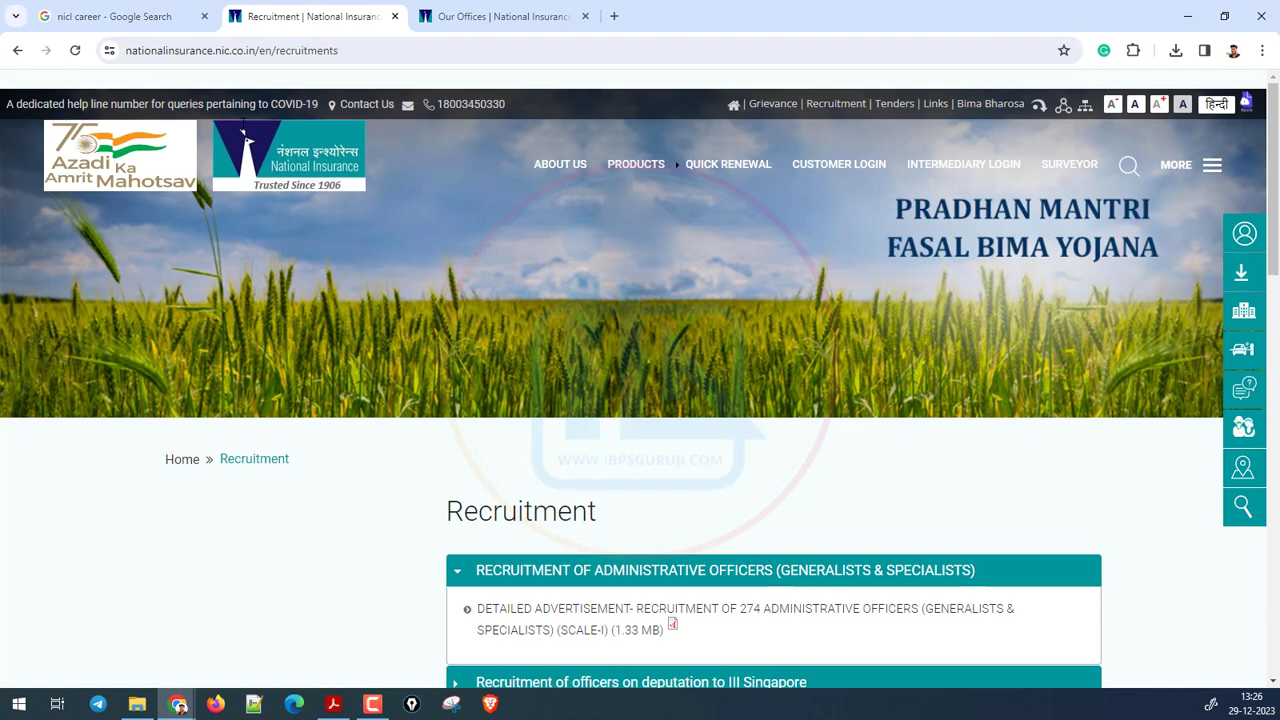 nicl career - Google Search
Recruitment | National Insuranc
Our Offices | National Insurance
nationalinsurance.nic.co.in/en/recruitments
A dedicated help line number for queries pertaining to COVID-19 Contact Us 18003450330
| Grievance | Recruitment | Tenders | Links | Bima Bharosa
A- A A+ A हिन्दी
75
Azadi Ka
Amrit Mahotsav
नेशनल इन्श्योरेन्स
National Insurance
Trusted Since 1906
ABOUT US PRODUCTS QUICK RENEWAL CUSTOMER LOGIN INTERMEDIARY LOGIN SURVEYOR MORE
PRADHAN MANTRI
FASAL BIMA YOJANA
WWW.IBPSGURUJI.COM
Home » Recruitment
Recruitment
RECRUITMENT OF ADMINISTRATIVE OFFICERS (GENERALISTS & SPECIALISTS)
DETAILED ADVERTISEMENT- RECRUITMENT OF 274 ADMINISTRATIVE OFFICERS (GENERALISTS &
SPECIALISTS) (SCALE-I) (1.33 MB)
Recruitment of officers on deputation to III Singapore
13:26
29-12-2023